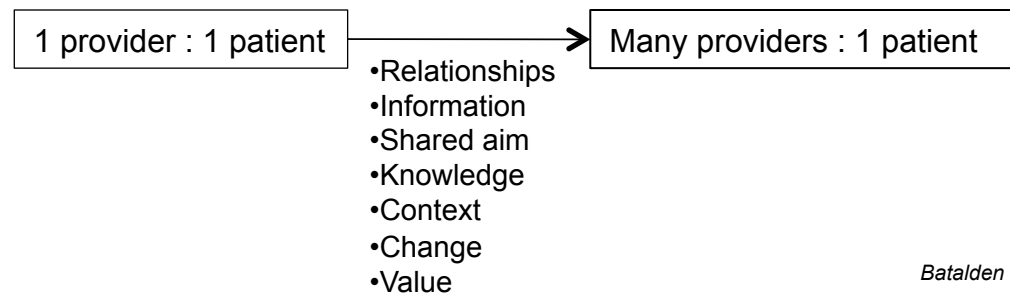 1 provider : 1 patient
Many providers : 1 patient
•Relationships
•Information
•Shared aim
•Knowledge
•Context
•Change
•Value
Batalden